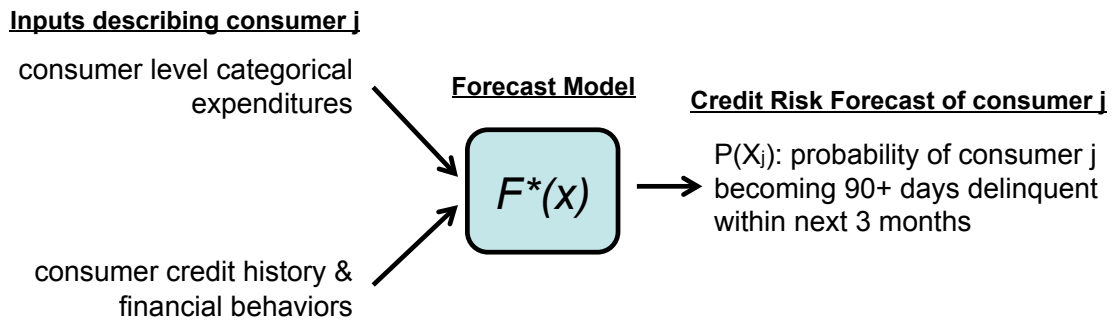 Inputs describing consumer j
consumer level categorical
expenditures
consumer credit history &
financial behaviors
Forecast Model
F*(x)
Credit Risk Forecast of consumer j
P(Xj): probability of consumer j
becoming 90+ days delinquent
within next 3 months